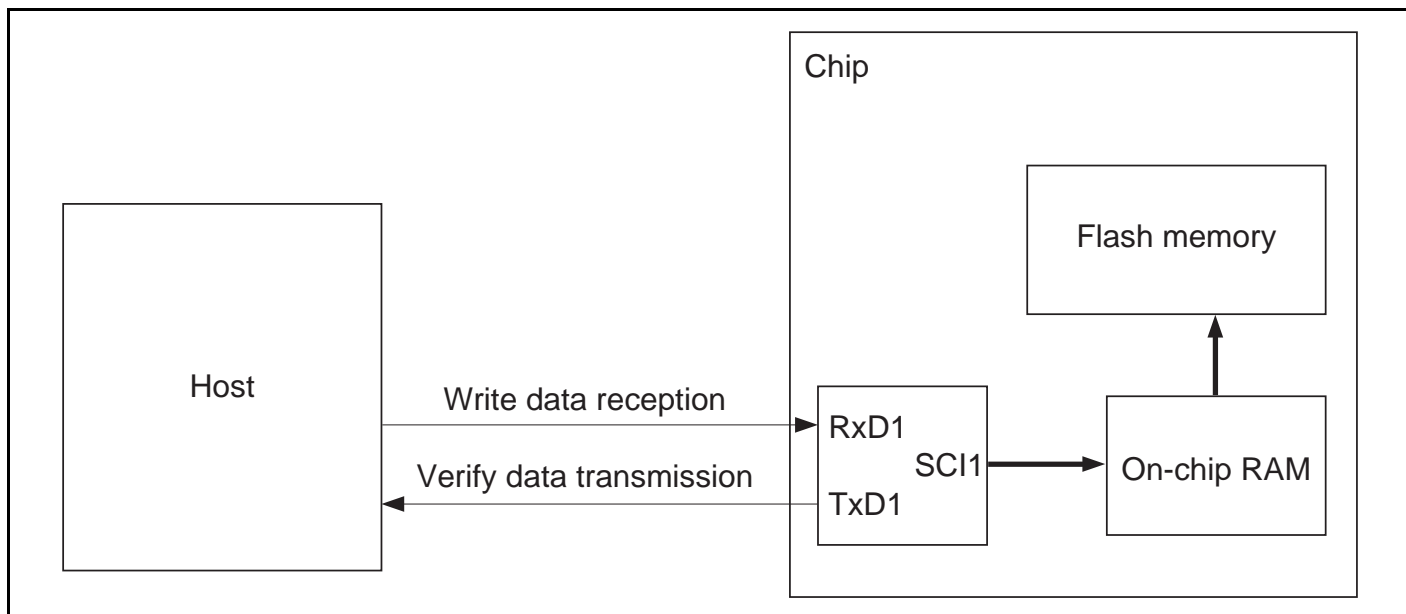 Chip
Flash memory
Host
Write data reception
Verify data transmission
RxD1
SCI1
TxD1
On-chip RAM